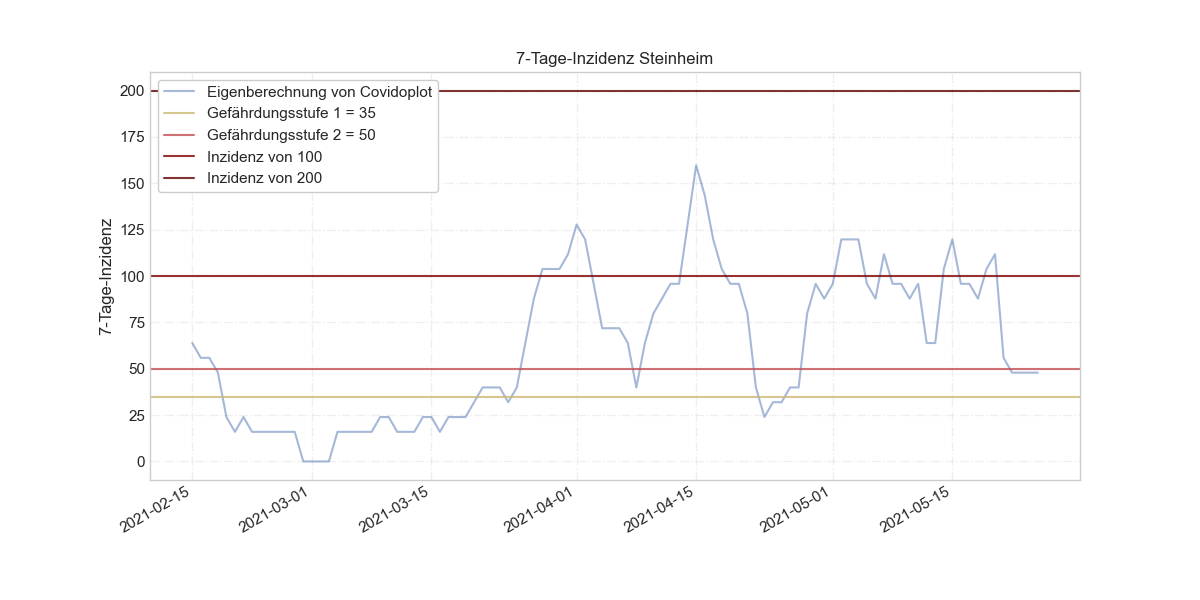 7-Tage-Inzidenz Steinheim
Eigenberechnung von Covidoplot
Gefährdungsstufe 1 = 35
Gefährdungsstufe 2 = 50
Inzidenz von 100
Inzidenz von 200
7-Tage-Inzidenz
200
175
150
125
100
75
50
25
0
2021-02-15
2021-03-01
2021-03-15
2021-04-01
2021-04-15
2021-05-01
2021-05-15